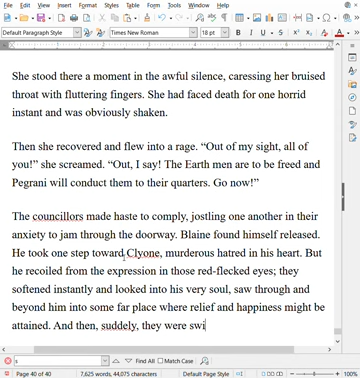 File Edit View Insert Format Styles Table Form Tools Window Help
Default Paragraph Style Times New Roman 18 pt
She stood there a moment in the awful silence, caressing her bruised
throat with fluttering fingers. She had faced death for one horrid
instant and was obviously shaken.
Then she recovered and flew into a rage. “Out of my sight, all of
you!” she screamed. “Out, I say! The Earth men are to be freed and
Pegrani will conduct them to their quarters. Go now!”
The councillors made haste to comply, jostling one another in their
anxiety to jam through the doorway. Blaine found himself released.
He took one step toward Clyone, murderous hatred in his heart. But
he recoiled from the expression in those red-flecked eyes; they
softened instantly and looked into his very soul, saw through and
beyond him into some far place where relief and happiness might be
attained. And then, suddely, they were swi
s Find All Match Case
Page 40 of 40 7,625 words, 44,075 characters Default Page Style 100%